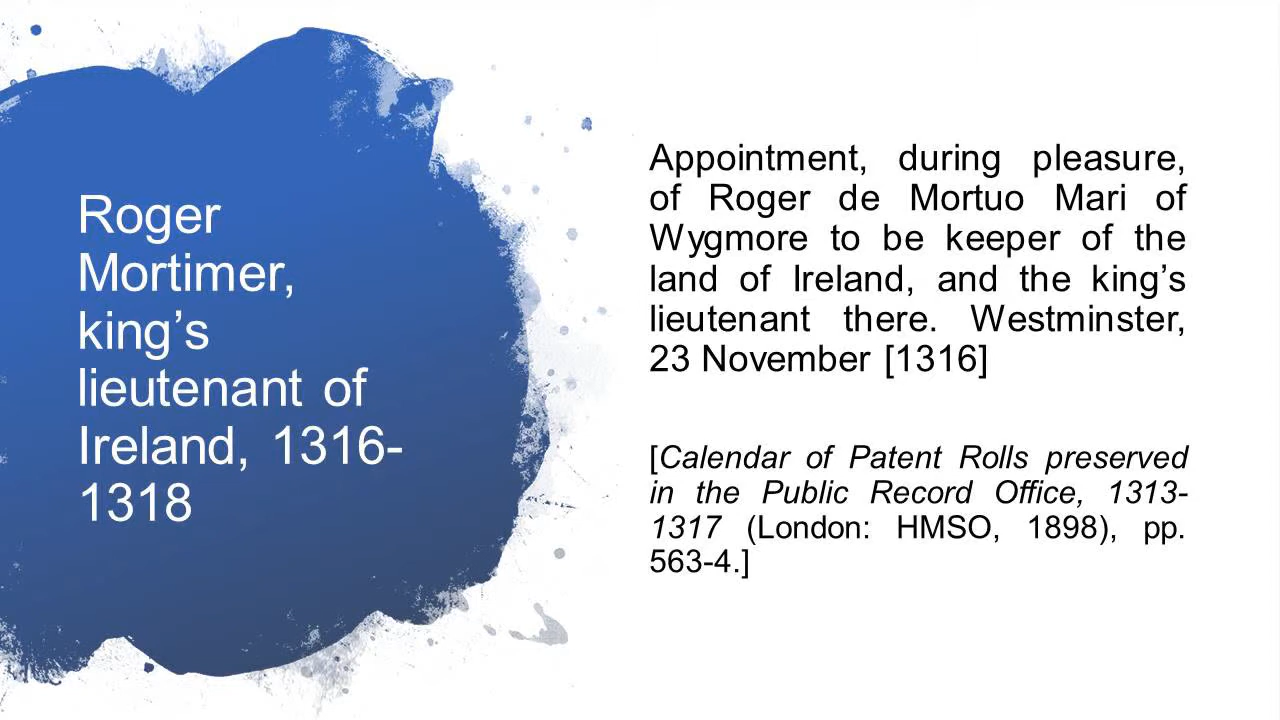 Roger
Mortimer,
king’s
lieutenant of
Ireland, 1316-
1318
Appointment, during pleasure,
of Roger de Mortuo Mari of
Wygmore to be keeper of the
land of Ireland, and the king’s
lieutenant there. Westminster,
23 November [1316]
[Calendar of Patent Rolls preserved
in the Public Record Office, 1313-
1317 (London: HMSO, 1898), pp.
563-4.]